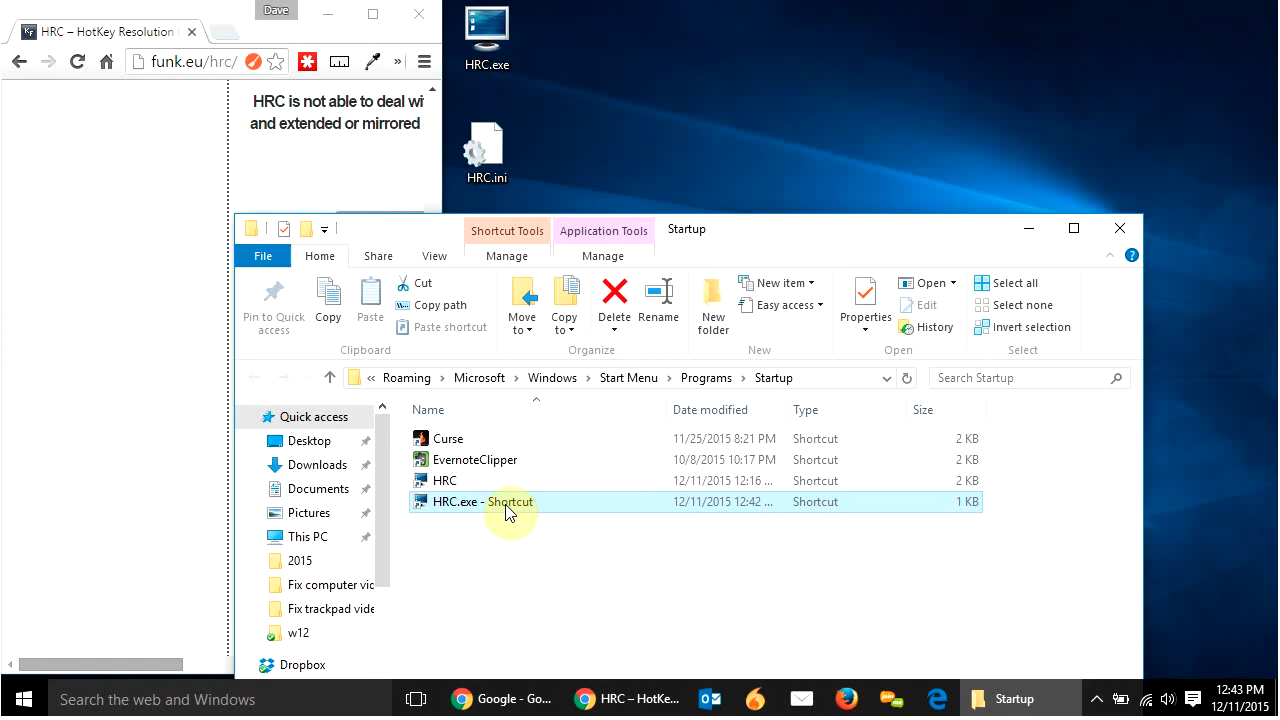 Dave
HRC – HotKey Resolution
funk.eu/hrc/
HRC is not able to deal wi
and extended or mirrored
HRC.exe
HRC.ini
Shortcut Tools
Application Tools
Startup
File
Home
Share
View
Manage
Manage
Pin to Quick
access
Copy
Paste
Cut
Copy path
Paste shortcut
Clipboard
Move
to
Copy
to
Delete
Rename
Organize
New
folder
New item
Easy access
New
Properties
Open
Edit
History
Open
Select all
Select none
Invert selection
Select
« Roaming > Microsoft > Windows > Start Menu > Programs > Startup
Search Startup
Name Date modified Type Size
Curse 11/25/2015 8:21 PM Shortcut 2 KB
EvernoteClipper 10/8/2015 10:17 PM Shortcut 2 KB
HRC 12/11/2015 12:16 ... Shortcut 2 KB
HRC.exe - Shortcut 12/11/2015 12:42 ... Shortcut 1 KB
Quick access
Desktop
Downloads
Documents
Pictures
This PC
2015
Fix computer vic
Fix trackpad vide
w12
Dropbox
Search the web and Windows
Google - Go...
HRC – HotKe...
Startup
12:43 PM
12/11/2015